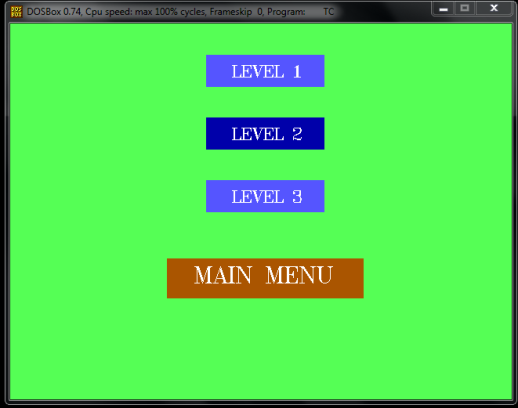 DOSBox 0.74, Cpu speed: max 100% cycles, Frameskip 0, Program: TC
LEVEL 1
LEVEL 2
LEVEL 3
MAIN MENU